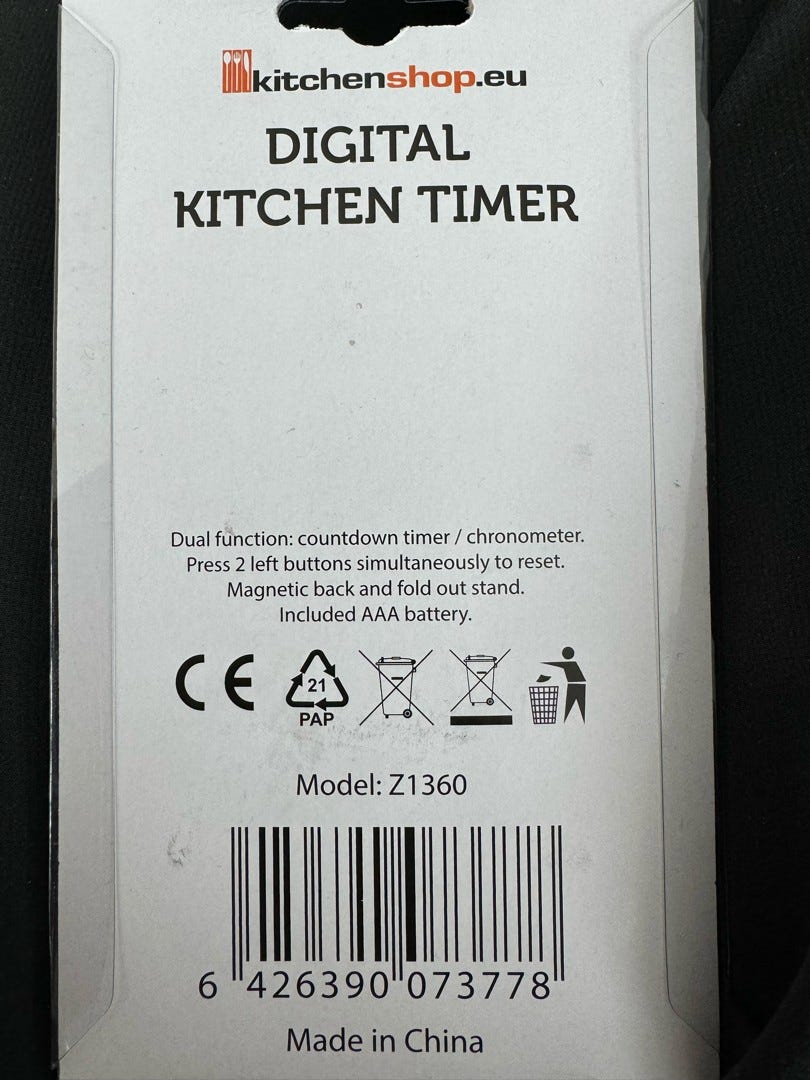 kitchenshop.eu
DIGITAL
KITCHEN TIMER
Dual function: countdown timer / chronometer.
Press 2 left buttons simultaneously to reset.
Magnetic back and fold out stand.
Included AAA battery.
CE 21
PAP
Model: Z1360
6 426390 073778
Made in China